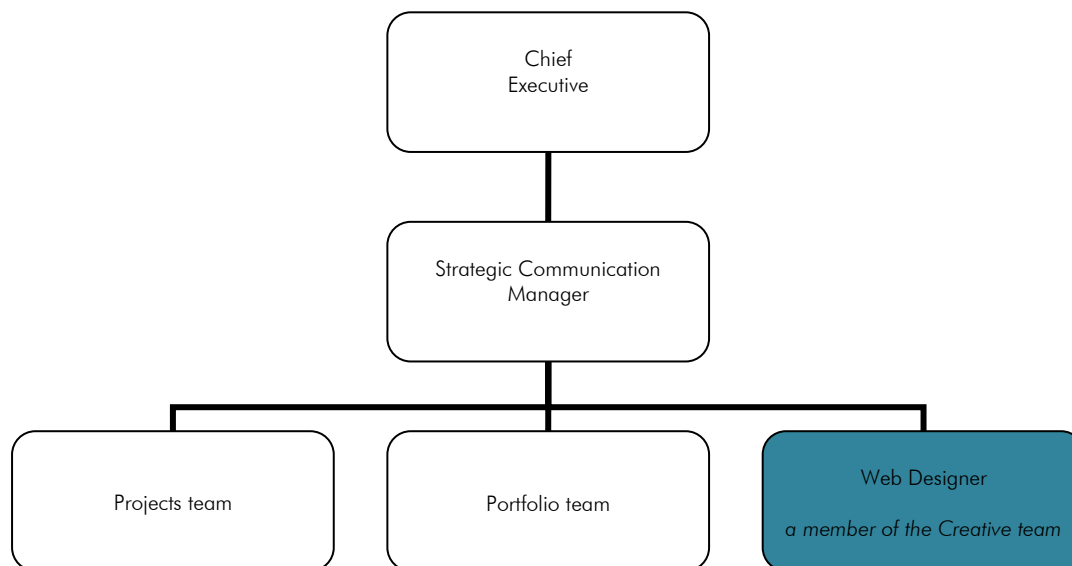 Chief
Executive
Strategic Communication
Manager
Projects team
Portfolio team
Web Designer
a member of the Creative team